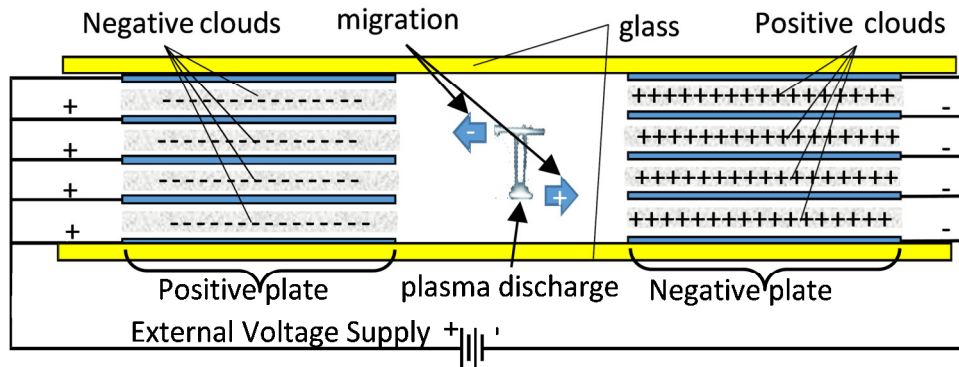 Negative clouds migration glass Positive clouds
+ - - - - - - - - - - - - - - +++++++++++++++ -
+ - - - - - - - - - - - - - - - +++++++++++++++ -
+ - - - - - - - - - - - - - - + +++++++++++++++ -
+ - - - - - - - - - - - - - - +++++++++++++++ -
Positive plate plasma discharge Negative plate
External Voltage Supply + -